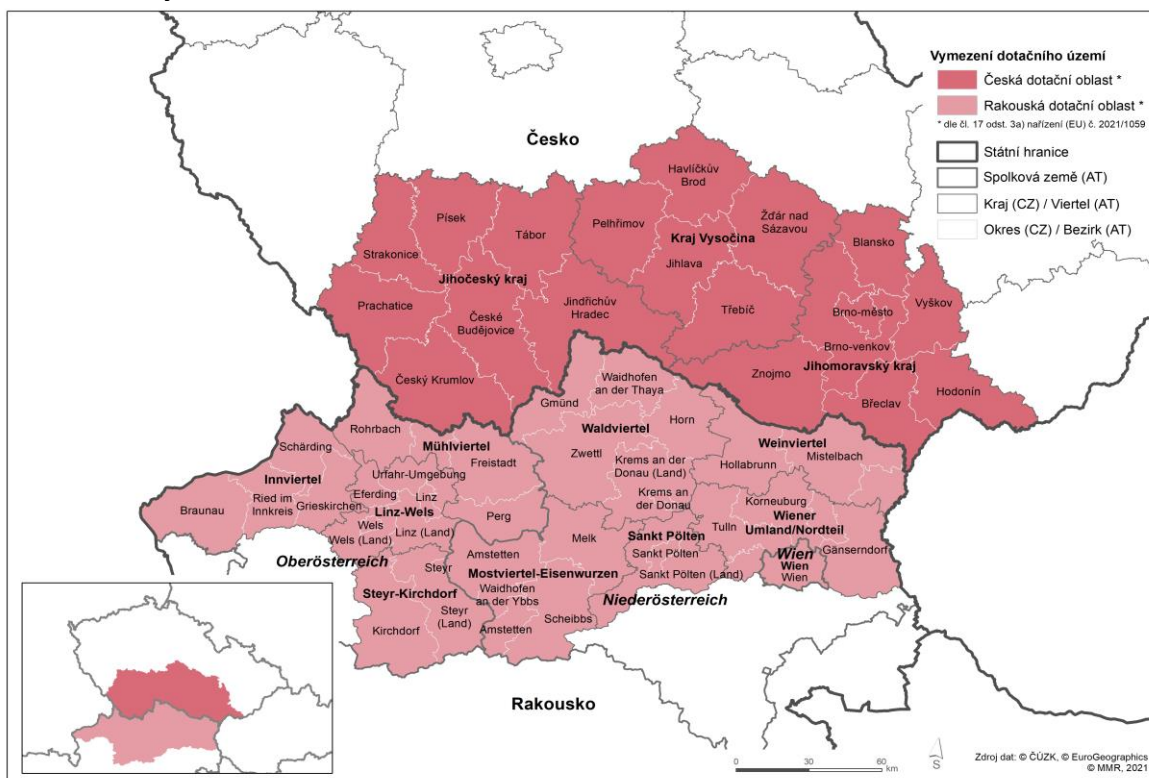 Vymezení dotačního území
Česká dotační oblast *
Rakouská dotační oblast *
* dle čl. 17 odst. 3a) nařízení (EU) č. 2021/1059
Státní hranice
Spolková země (AT)
Kraj (CZ) / Viertel (AT)
Okres (CZ) / Bezirk (AT)
Česko
Havlíčkův
Brod
Písek
Tábor
Pelhřimov
Žďár nad
Sázavou
Kraj Vysočina
Strakonice
Jihlava
Blansko
Jihočeský kraj
Prachatice
Jindřichův
Hradec
České
Budějovice
Třebíč
Brno-město
Vyškov
Brno-venkov
Jihomoravský kraj
Znojmo
Český Krumlov
Hodonín
Břeclav
Waidhofen
an der Thaya
Gmünd
Horn
Waldviertel
Rohrbach
Schärding
Mühlviertel
Freistadt
Zwettl
Weinviertel
Mistelbach
Hollabrunn
Krems an der
Donau (Land)
Innviertel
Urfahr-Umgebung
Eferding
Linz
Krems an
der Donau
Korneuburg
Ried im
Innkreis
Grieskirchen
Braunau
Linz-Wels
Perg
Wiener
Umland/Nordteil
Wels
Wels (Land)
Linz (Land)
Tulln
Melk
Sankt Pölten
Sankt Pölten
Sankt Pölten (Land)
Wien
Wien
Wien
Gänserndorf
Oberösterreich
Amstetten
Steyr
Mostviertel-Eisenwurzen
Steyr-Kirchdorf
Waidhofen
an der Ybbs
Niederösterreich
Steyr
(Land)
Scheibbs
Kirchdorf
Amstetten
Rakousko
0
30
60
km
S
Zdroj dat: © ČÚZK, © EuroGeographics
© MMR, 2021